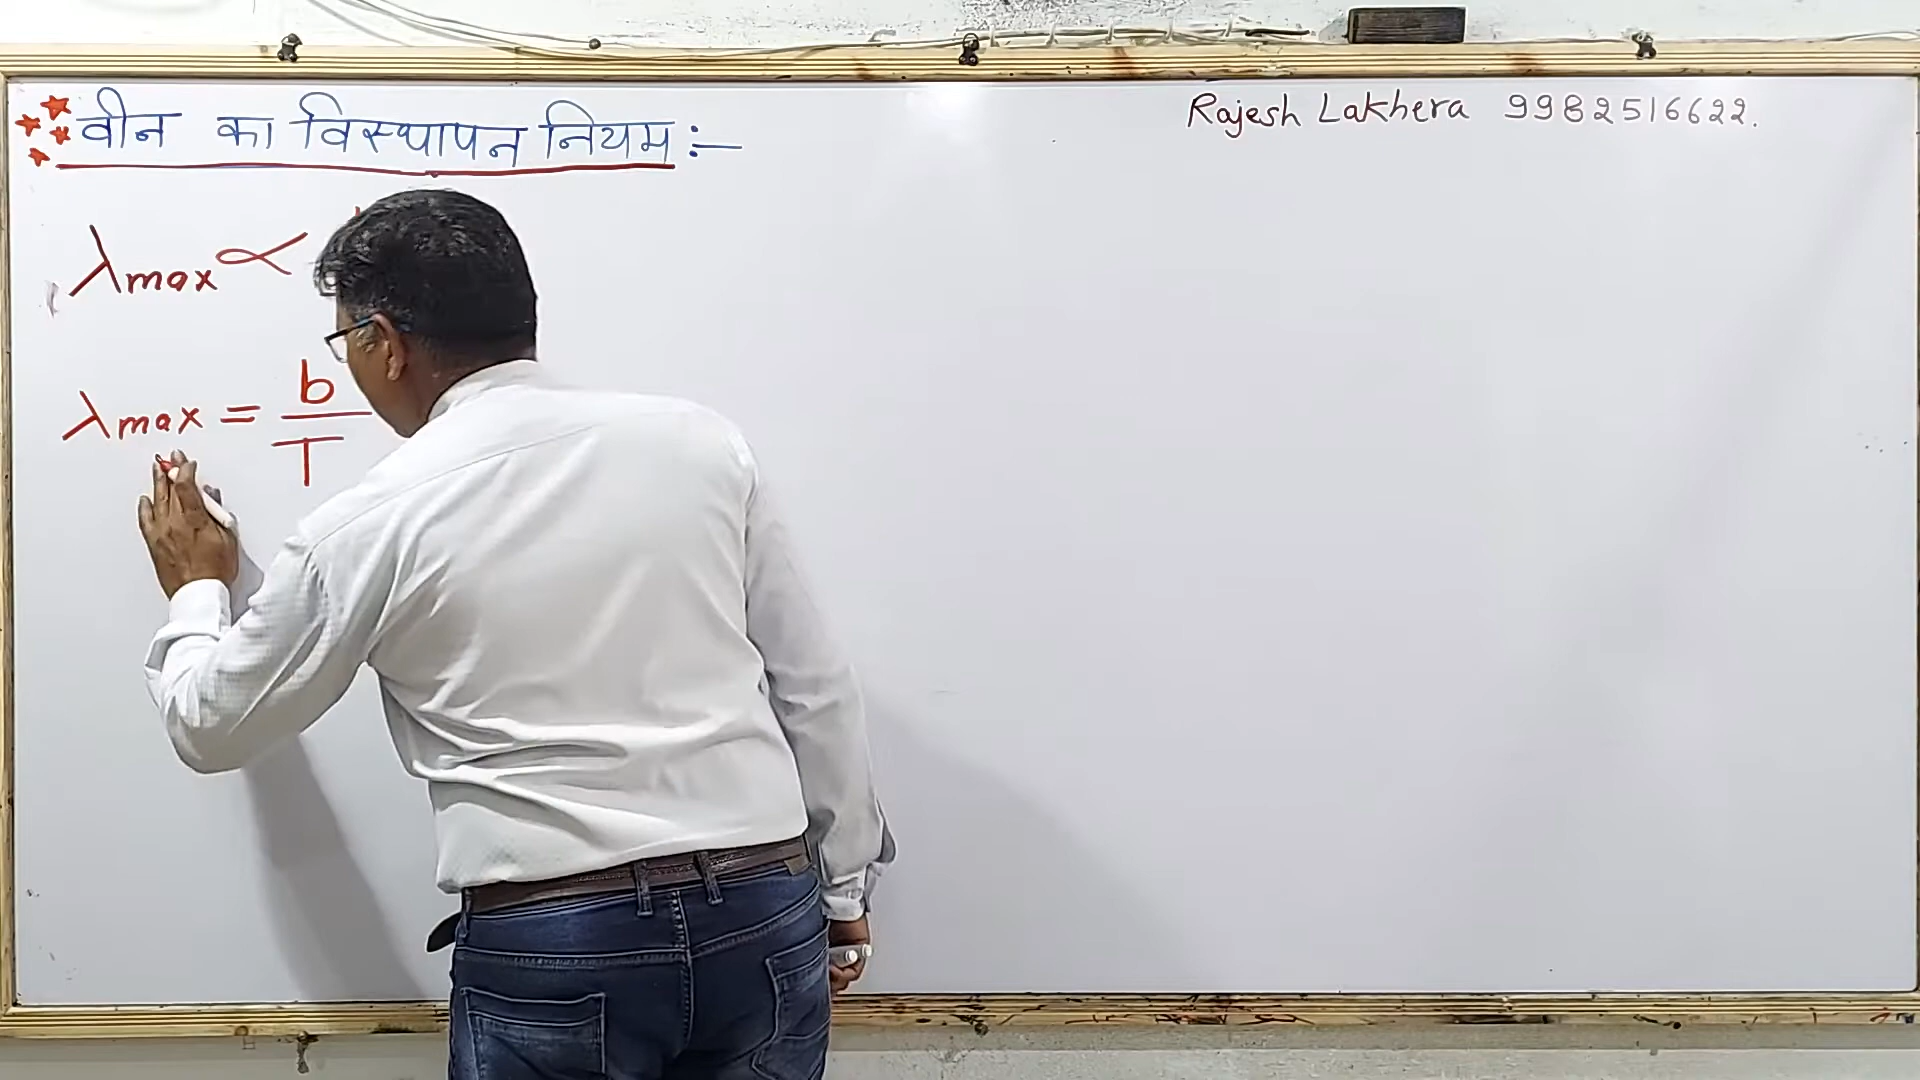 वीन का विस्थापन नियम :-
Rajesh Lakhera 9982516622.
λmax ∝
λmax = b/T